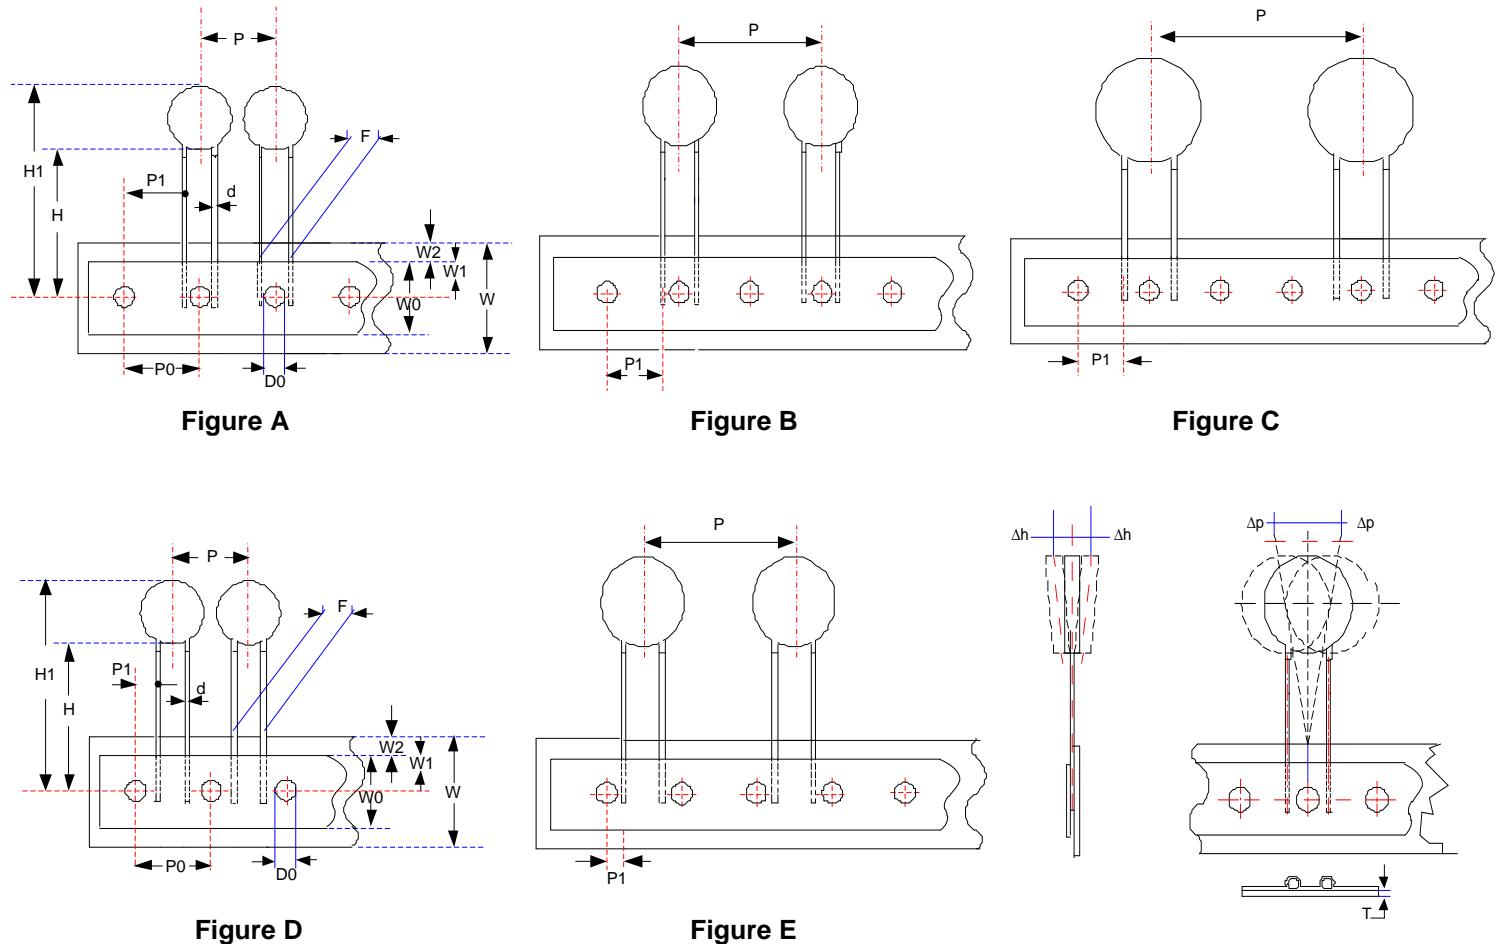 P
H1
H
P1
d
F
W2
W1
W0
W
P0
D0
Figure A
P
P1
Figure B
P
P1
Figure C
P
H1
H
P1
d
F
W2
W1
W0
W
P0
D0
Figure D
P
P1
Figure E
Δh
Δh
Δp
Δp
T